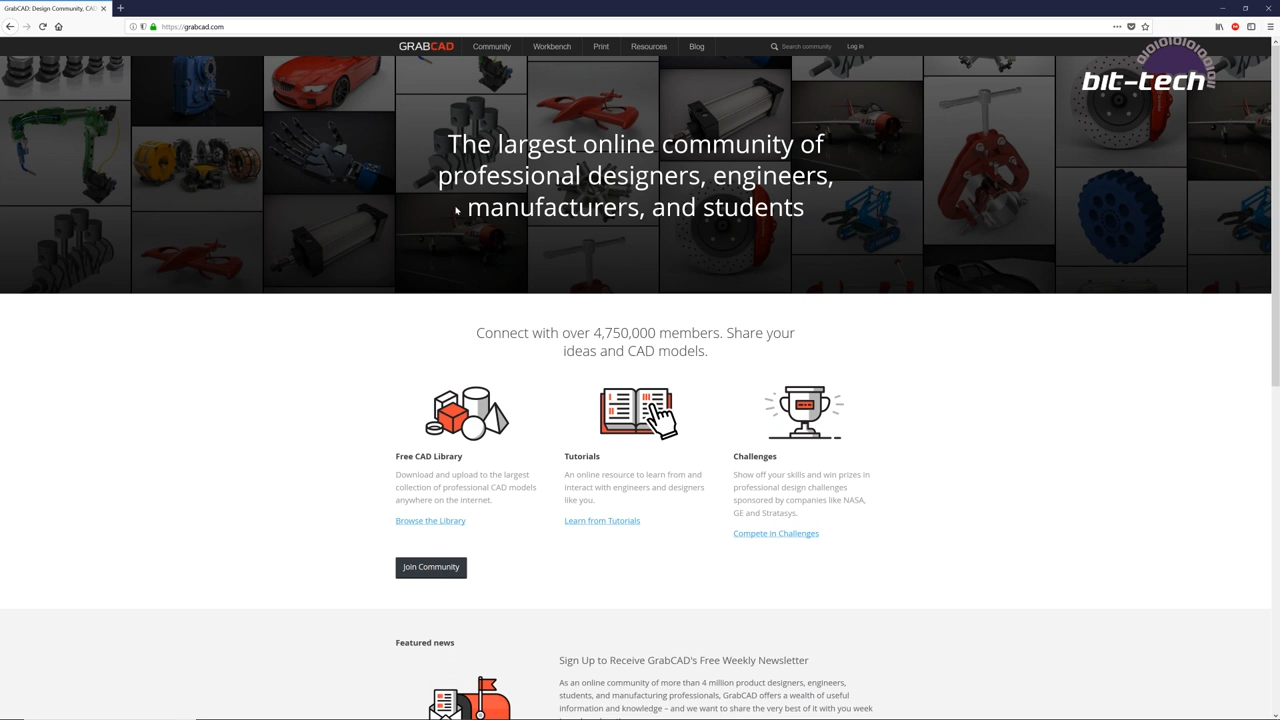 GrabCAD: Design Community, CAD
https://grabcad.com
GRABCAD Community Workbench Print Resources Blog Search community Log in
bit-tech
The largest online community of
professional designers, engineers,
manufacturers, and students
Connect with over 4,750,000 members. Share your
ideas and CAD models.
Free CAD Library
Download and upload to the largest
collection of professional CAD models
anywhere on the Internet.
Browse the Library
Tutorials
An online resource to learn from and
interact with engineers and designers
like you.
Learn from Tutorials
Challenges
Show off your skills and win prizes in
professional design challenges
sponsored by companies like NASA,
GE and Stratasys.
Compete in Challenges
Join Community
Featured news
Sign Up to Receive GrabCAD's Free Weekly Newsletter
As an online community of more than 4 million product designers, engineers,
students, and manufacturing professionals, GrabCAD offers a wealth of useful
information and knowledge – and we want to share the very best of it with you week